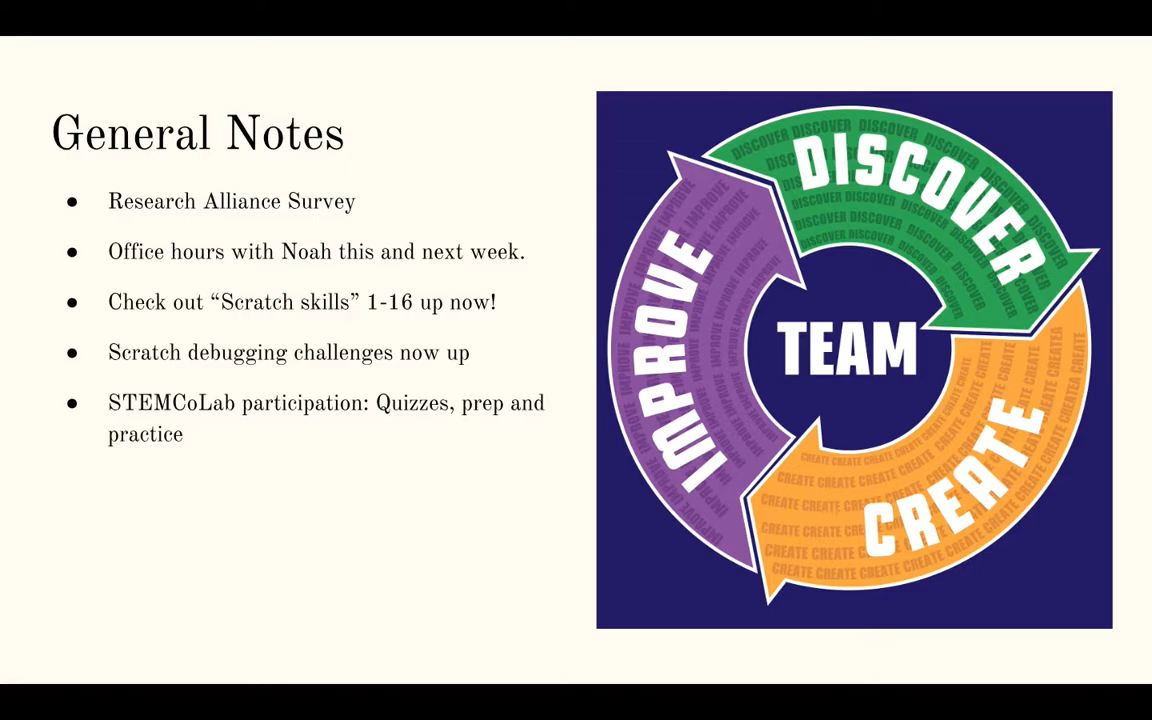 General Notes
● Research Alliance Survey
● Office hours with Noah this and next week.
● Check out “Scratch skills” 1-16 up now!
● Scratch debugging challenges now up
● STEMCoLab participation: Quizzes, prep and
practice
DISCOVER
IMPROVE
TEAM
CREATE